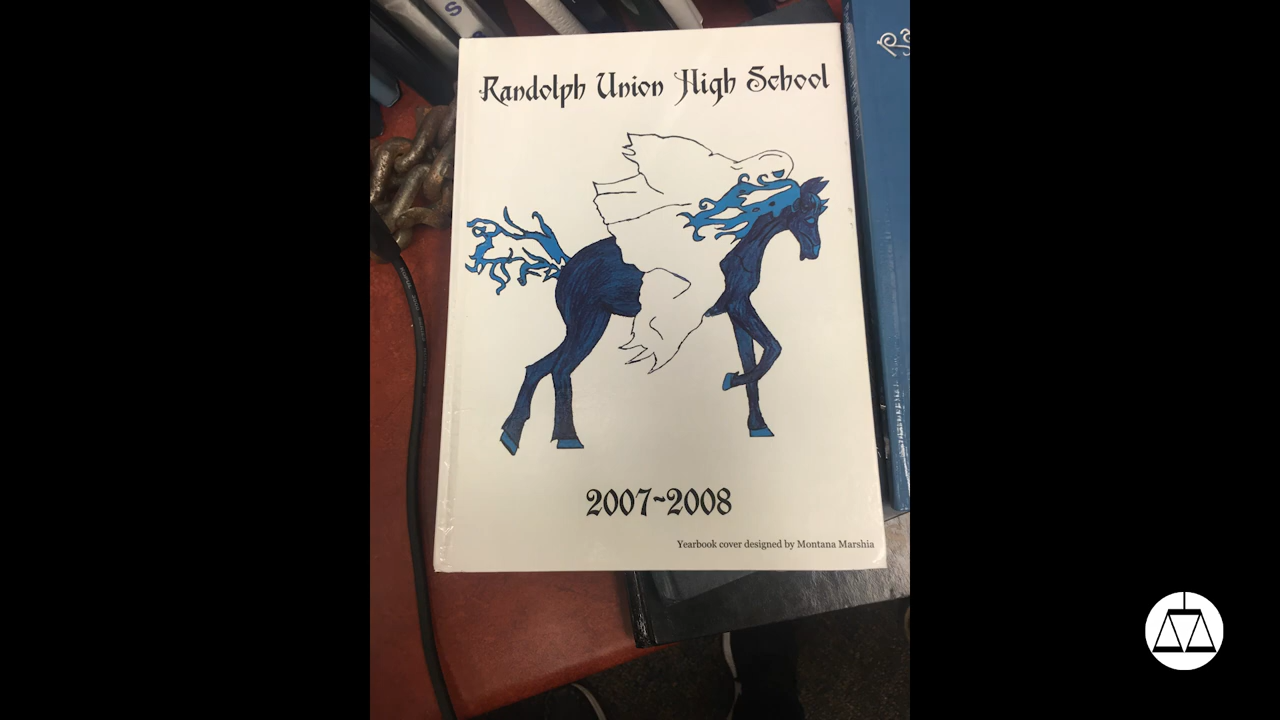 S
Randolph Union High School
2007-2008
Yearbook cover designed by Montana Marshia